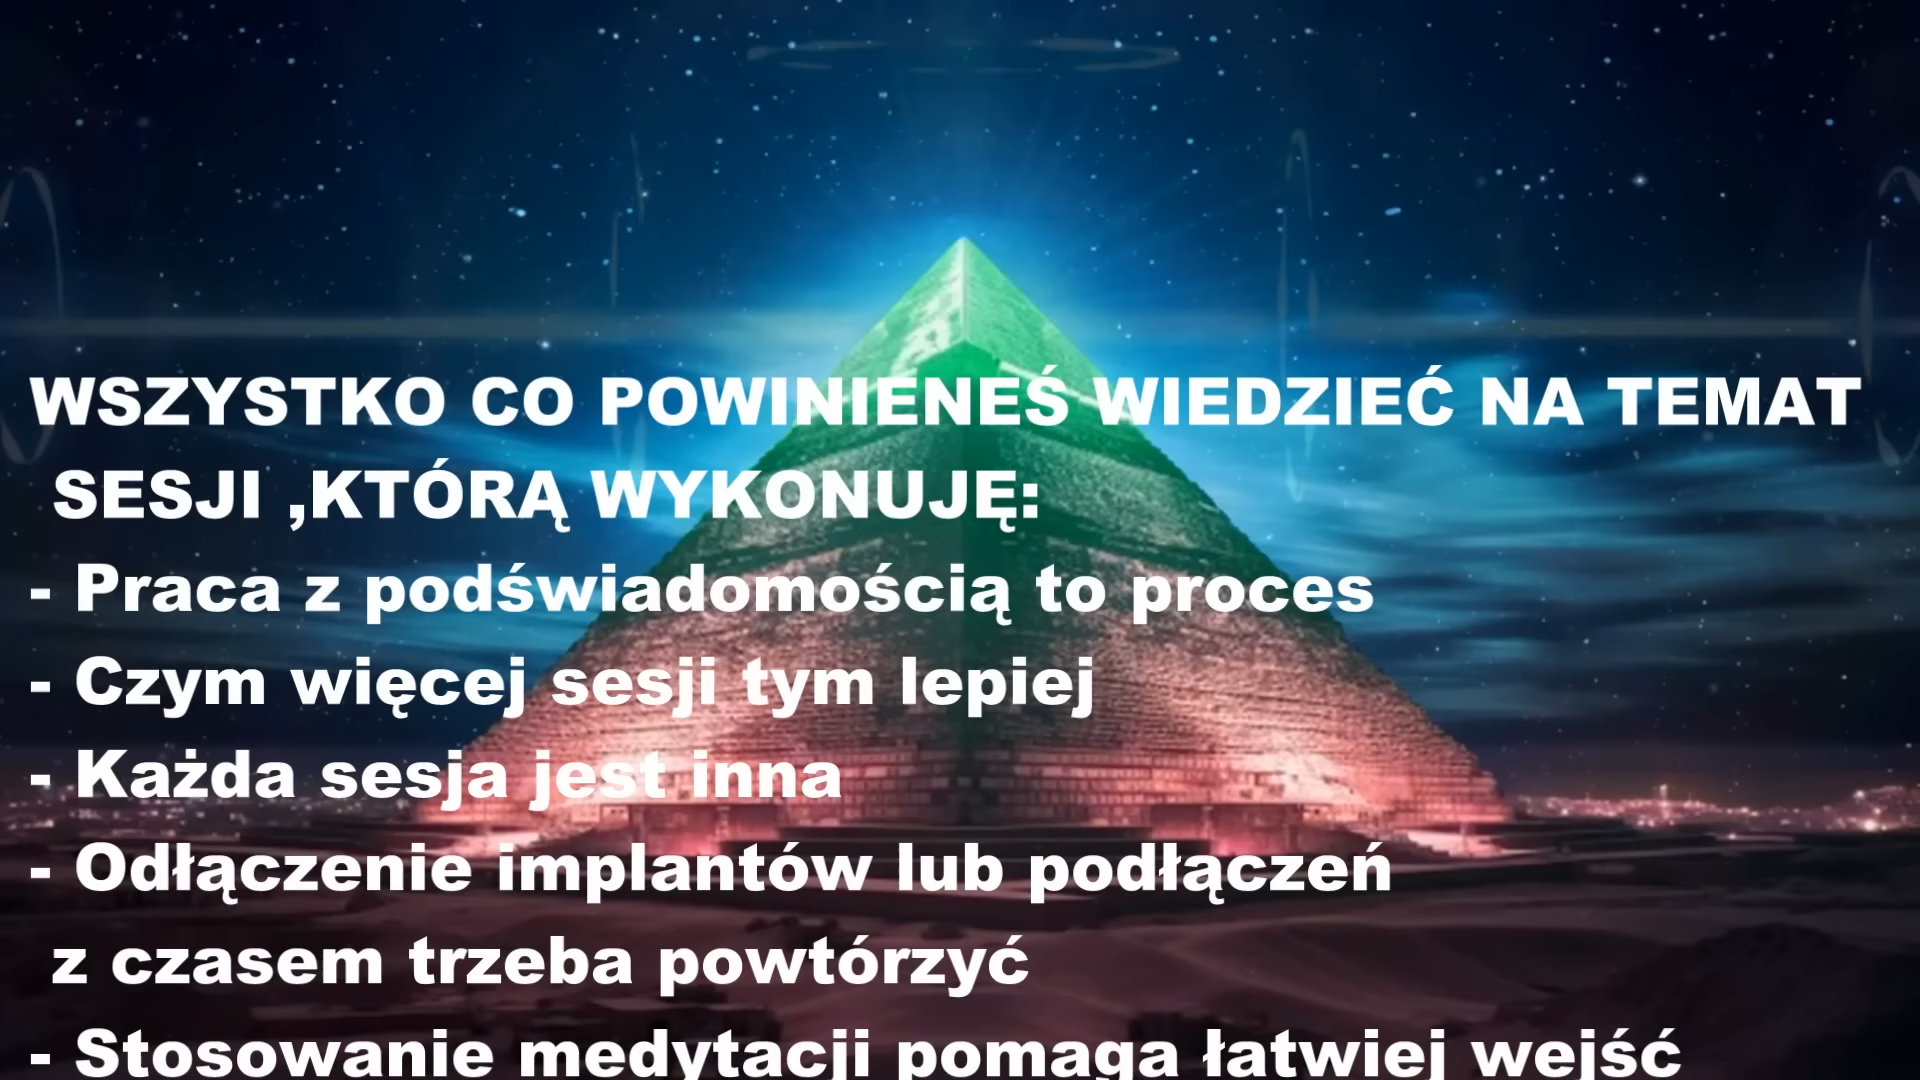 WSZYSTKO CO POWINIENEŚ WIEDZIEĆ NA TEMAT
SESJI ,KTÓRĄ WYKONUJĘ:
- Praca z podświadomością to proces
- Czym więcej sesji tym lepiej
- Każda sesja jest inna
- Odłączenie implantów lub podłączeń
z czasem trzeba powtórzyć
- Stosowanie medytacji pomaga łatwiej wejść